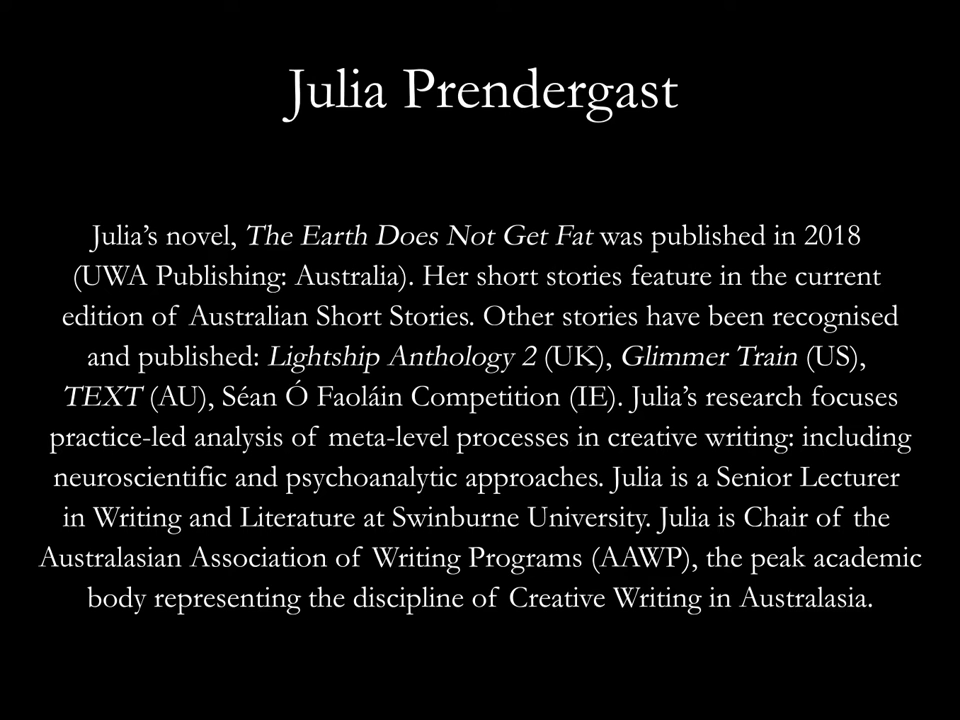 Julia Prendergast
Julia’s novel, The Earth Does Not Get Fat was published in 2018
(UWA Publishing: Australia). Her short stories feature in the current
edition of Australian Short Stories. Other stories have been recognised
and published: Lightship Anthology 2 (UK), Glimmer Train (US),
TEXT (AU), Séan Ó Faoláin Competition (IE). Julia’s research focuses
practice-led analysis of meta-level processes in creative writing: including
neuroscientific and psychoanalytic approaches. Julia is a Senior Lecturer
in Writing and Literature at Swinburne University. Julia is Chair of the
Australasian Association of Writing Programs (AAWP), the peak academic
body representing the discipline of Creative Writing in Australasia.